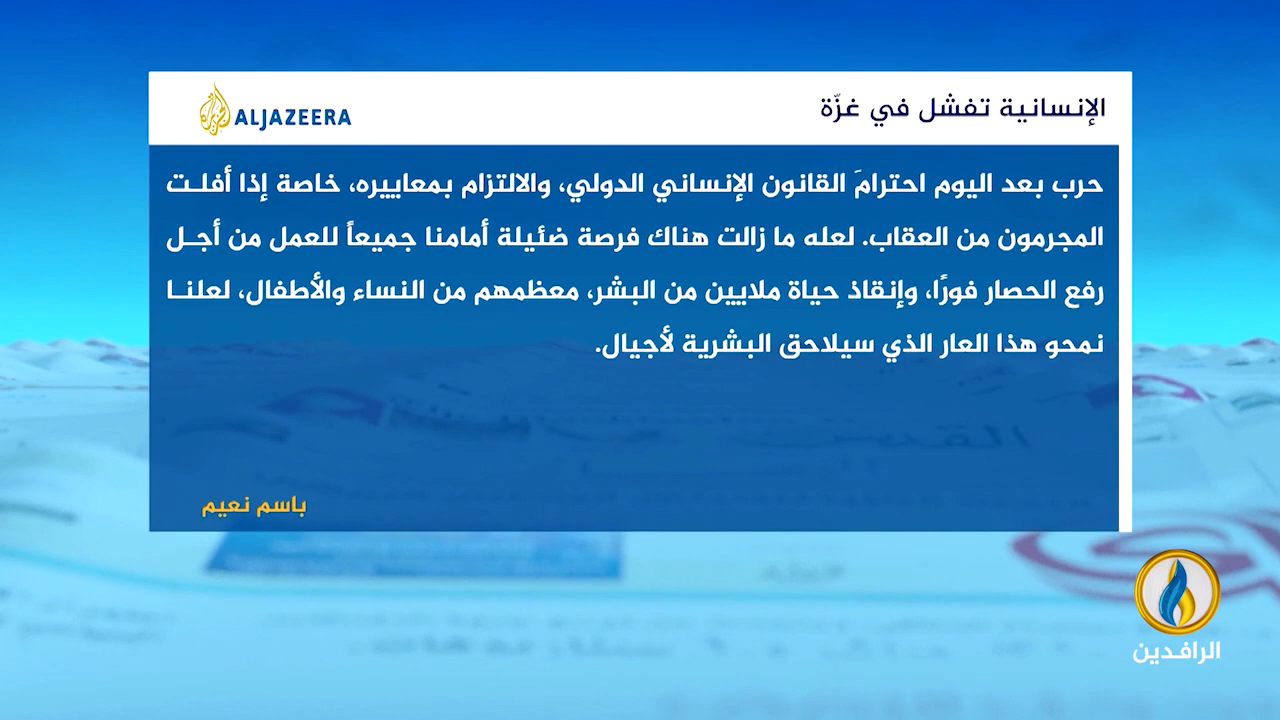 الإنسانية تفشل في غزّة
ALJAZEERA
حرب بعد اليوم احترامَ القانون الإنساني الدولي، والالتزام بمعاييره، خاصة إذا أفلت
المجرمون من العقاب. لعله ما زالت هناك فرصة ضئيلة أمامنا جميعاً للعمل من أجل
رفع الحصار فورًا، وإنقاذ حياة ملايين من البشر، معظمهم من النساء والأطفال، لعلنا
نمحو هذا العار الذي سيلاحق البشرية لأجيال.
باسم نعيم
الرافدين